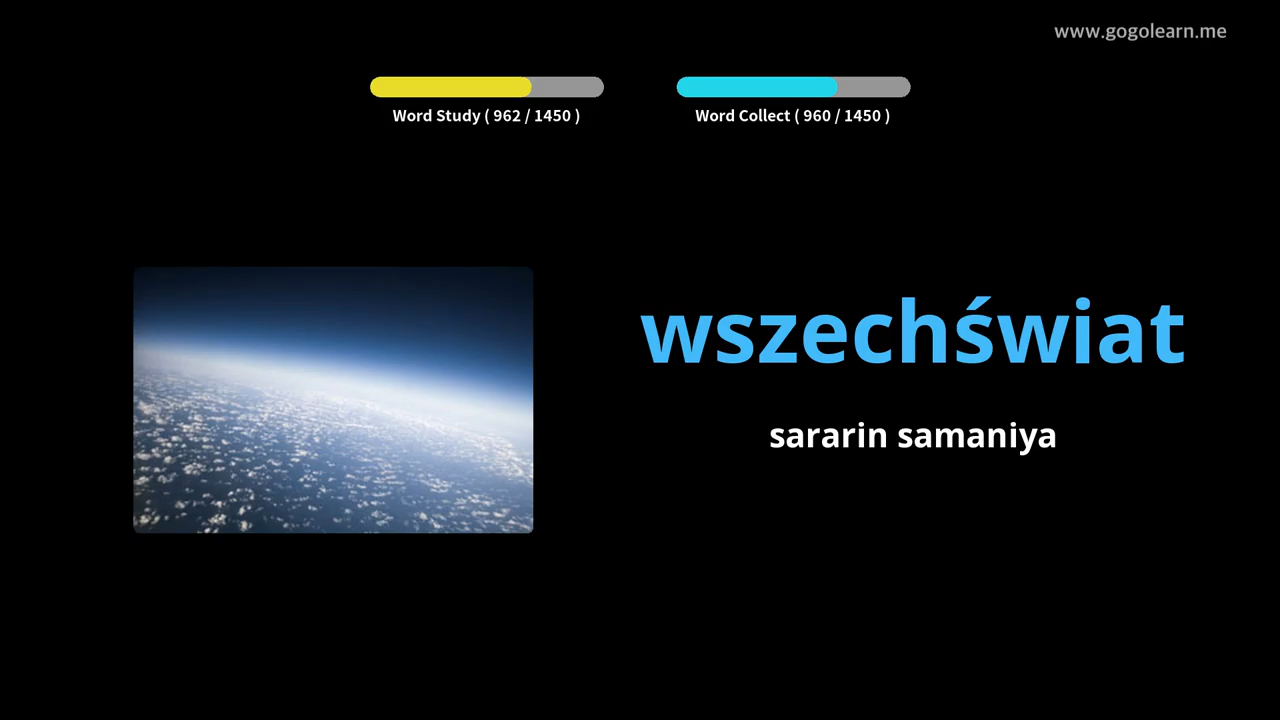 www.gogolearn.me
Word Study ( 962 / 1450 )
Word Collect ( 960 / 1450 )
wszechświat
sararin samaniya